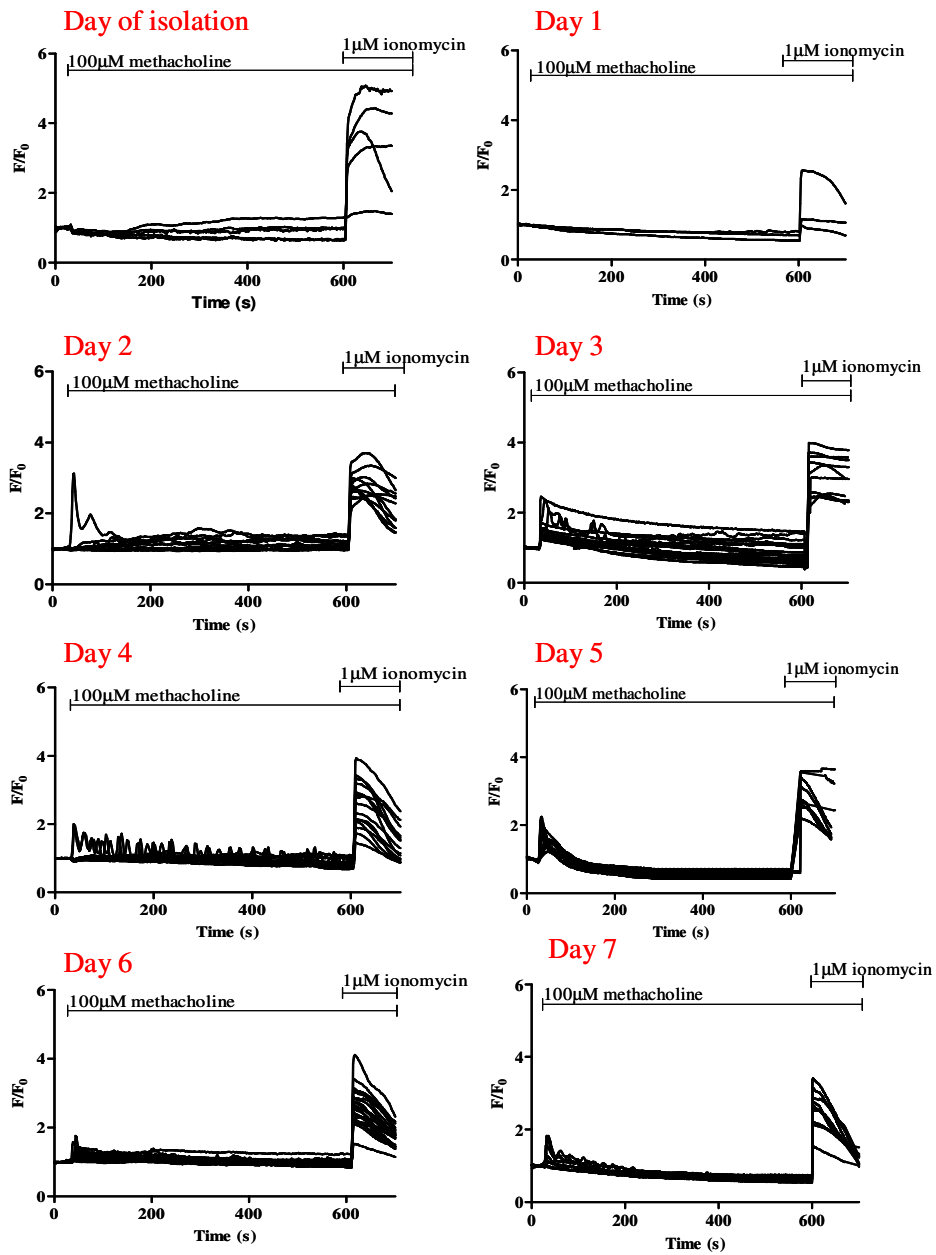 Day of isolation
1μM ionomycin
100μM methacholine
6
4
2
0
F/F0
0 200 400 600
Time (s)
Day 1
1μM ionomycin
100μM methacholine
6
4
2
0
F/F0
0 200 400 600
Time (s)
Day 2
1μM ionomycin
100μM methacholine
6
4
2
0
F/F0
0 200 400 600
Time (s)
Day 3
1μM ionomycin
100μM methacholine
6
4
2
0
F/F0
0 200 400 600
Time (s)
Day 4
1μM ionomycin
100μM methacholine
6
4
2
0
F/F0
0 200 400 600
Time (s)
Day 5
1μM ionomycin
100μM methacholine
6
4
2
0
F/F0
0 200 400 600
Time (s)
Day 6
1μM ionomycin
100μM methacholine
6
4
2
0
F/F0
0 200 400 600
Time (s)
Day 7
1μM ionomycin
100μM methacholine
6
4
2
0
F/F0
0 200 400 600
Time (s)